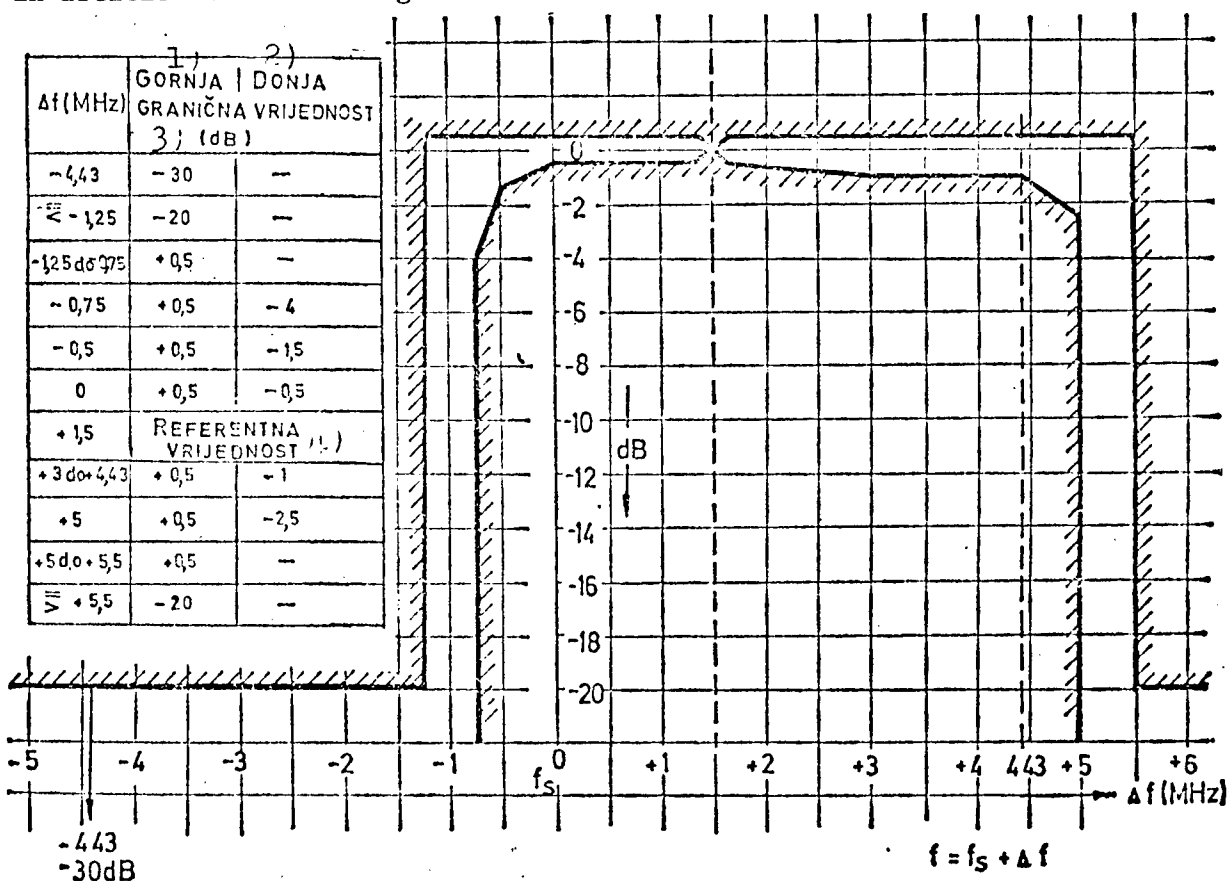 1) 2)
Δf(MHz) GORNJA | DONJA
GRANIČNA VRIJEDNOST
3) (dB)
-4,43 -30 —
≦ -1,25 -20 —
-1,25 do 0,75 +0,5 —
-0,75 +0,5 -4
-0,5 +0,5 -1,5
0 +0,5 -0,5
+1,5 REFERENTNA
VRIJEDNOST
+3 do+4,43 +0,5 -1
+5 +0,5 -2,5
+5 do +5,5 +0,5 —
≧ +5,5 -20 —
0
-2
-4
-6
-8
-10
-12
-14
-16
-18
-20
dB
-5 -4 -3 -2 -1 0 +1 +2 +3 +4 4,43 +5 +6
fS
Δf(MHz)
-4,43
-30dB
f = fS + Δf